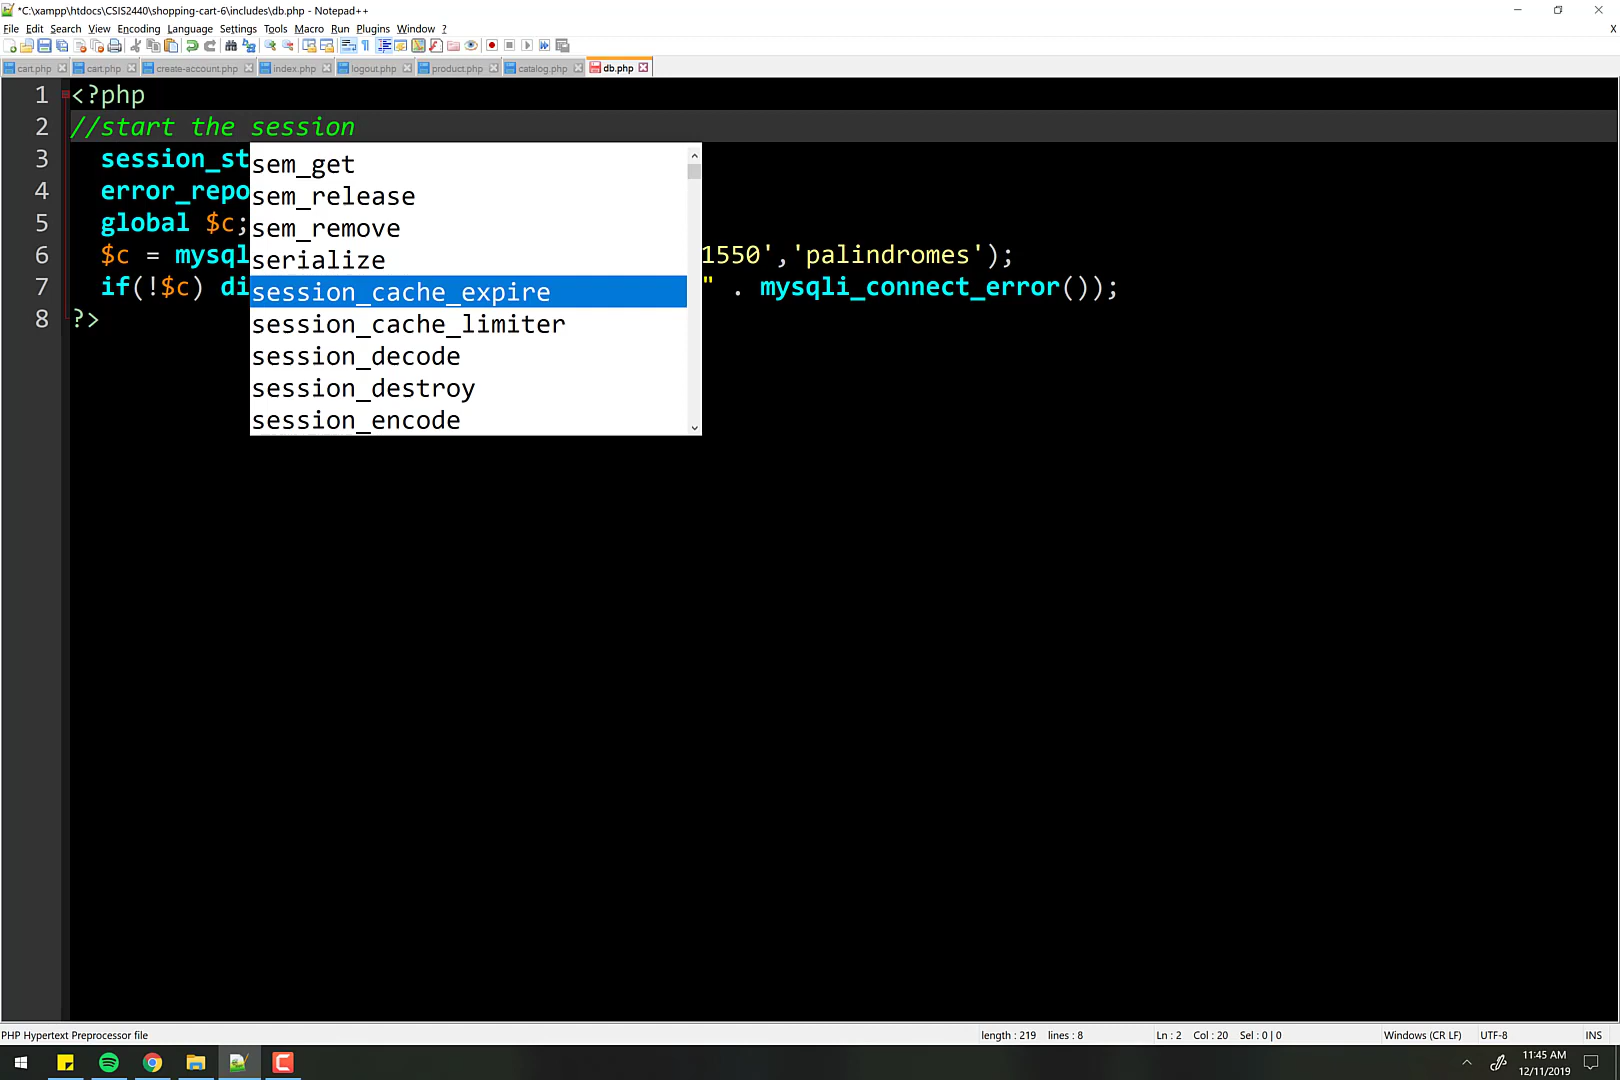 *C:\xampp\htdocs\CSIS2440\shopping-cart-6\includes\db.php - Notepad++
File Edit Search View Encoding Language Settings Tools Macro Run Plugins Window ? X
cart.php cart.php create-account.php index.php logout.php product.php catalog.php db.php
1 <?php
2 //start the session
3 session_st
sem_get
4 error_repo
sem_release
5 global $c;
sem_remove
6 $c = mysql 1550','palindromes');
serialize
7 if(!$c) di " . mysqli_connect_error());
session_cache_expire
8 ?>
session_cache_limiter
session_decode
session_destroy
session_encode
PHP Hypertext Preprocessor file length : 219 lines : 8 Ln : 2 Col : 20 Sel : 0 | 0 Windows (CR LF) UTF-8 INS
11:45 AM
12/11/2019